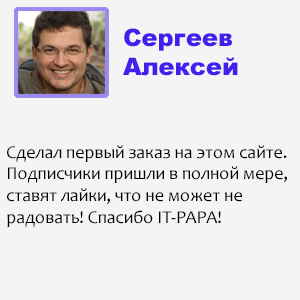 Сергеев
Алексей
Сделал первый заказ на этом сайте.
Подписчики пришли в полной мере,
ставят лайки, что не может не
радовать! Спасибо IT-PAPA!